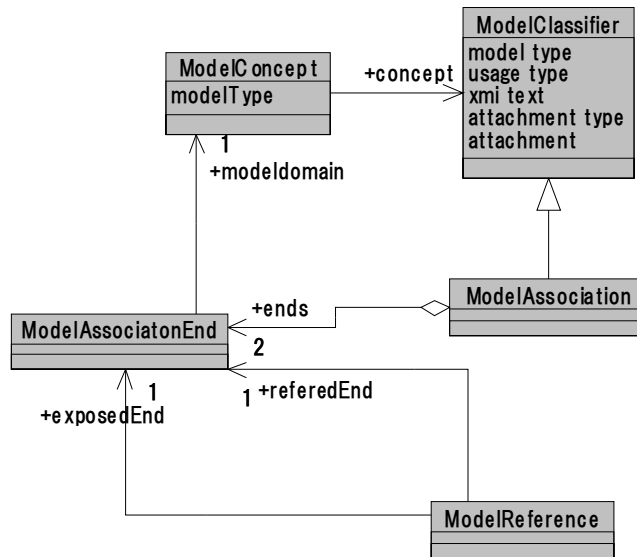 ModelClassifier
model type
usage type
xmi text
attachment type
attachment
ModelConcept
modelType
+concept
1
+modeldomain
ModelAssociation
+ends
ModelAssociatonEnd
2
1
1
+referedEnd
+exposedEnd
ModelReference